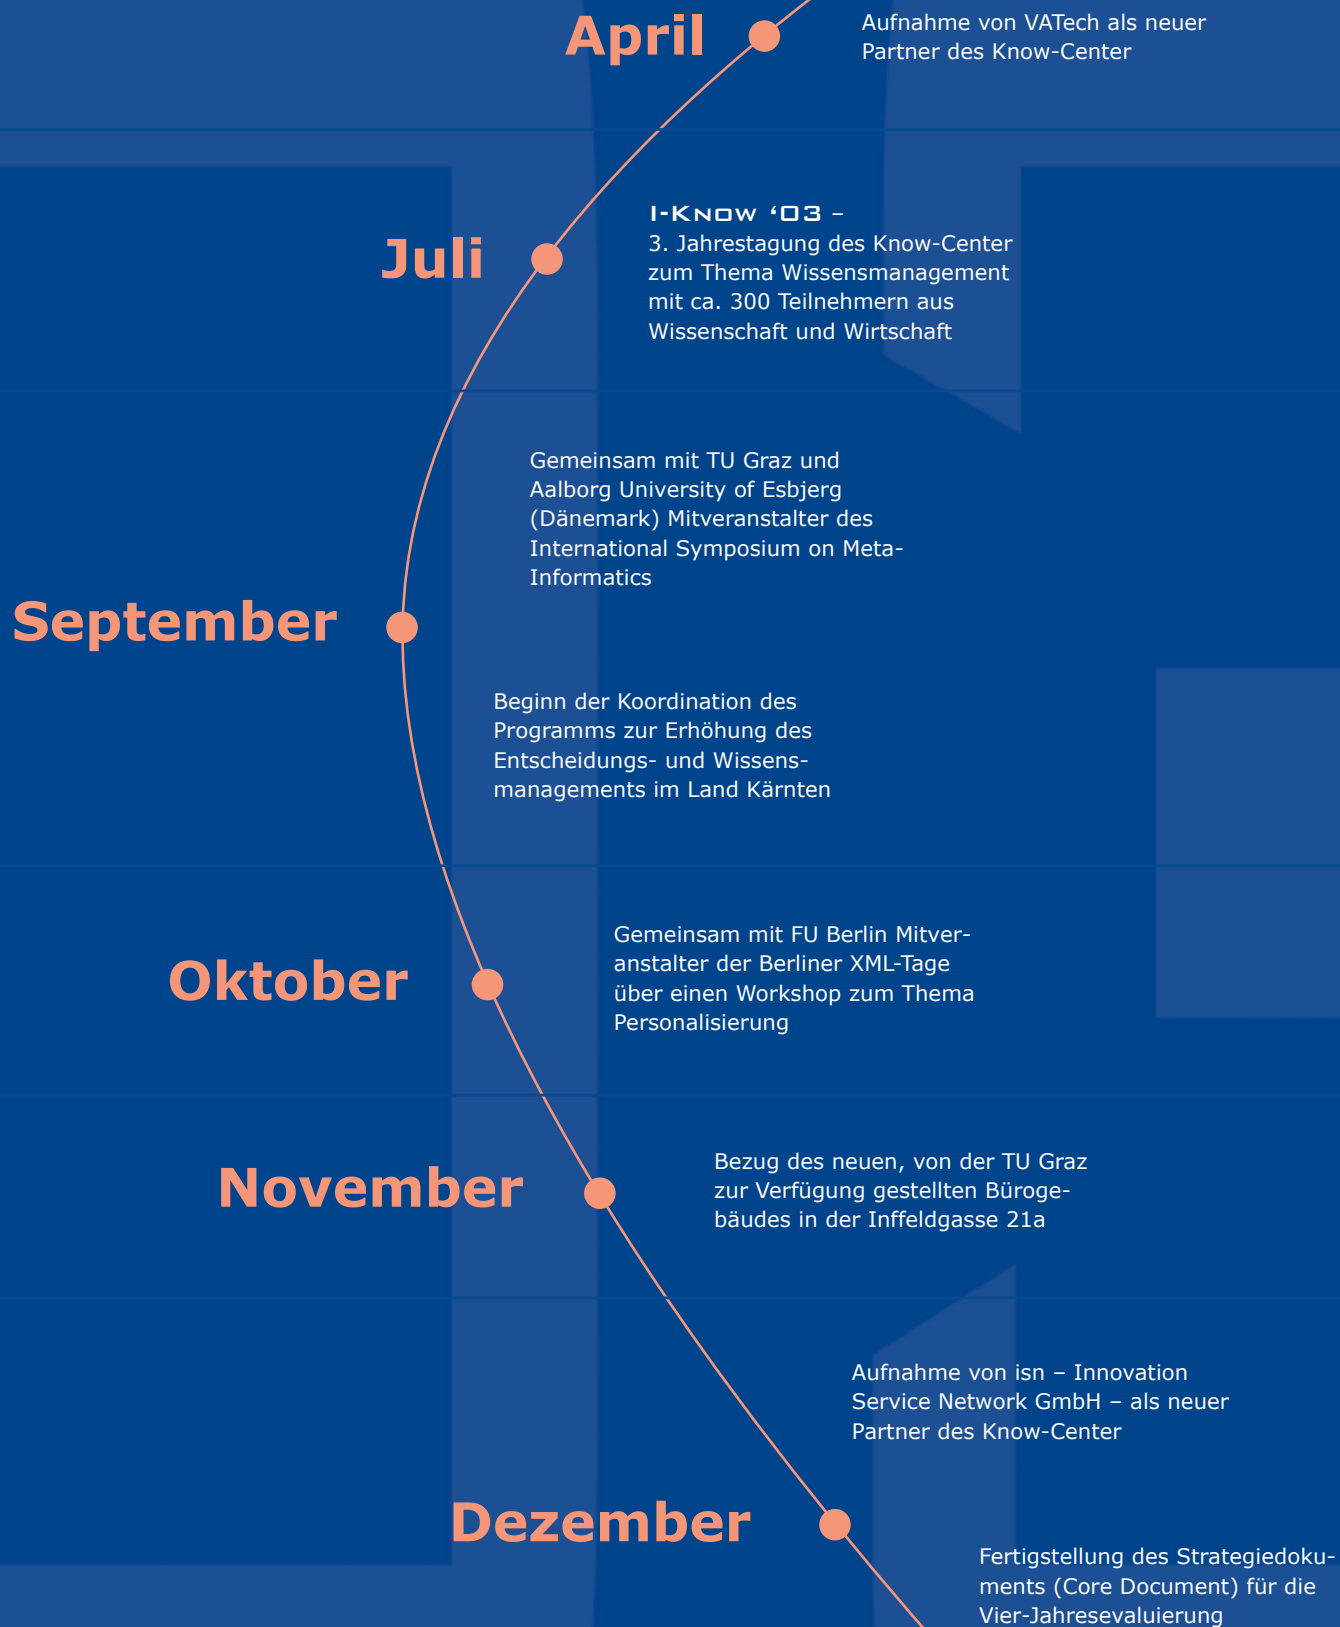 April
Aufnahme von VATech als neuer
Partner des Know-Center
Juli
I-Know ‘03 –
3. Jahrestagung des Know-Center
zum Thema Wissensmanagement
mit ca. 300 Teilnehmern aus
Wissenschaft und Wirtschaft
September
Gemeinsam mit TU Graz und
Aalborg University of Esbjerg
(Dänemark) Mitveranstalter des
International Symposium on Meta-
Informatics
Beginn der Koordination des
Programms zur Erhöhung des
Entscheidungs- und Wissens-
managements im Land Kärnten
Oktober
Gemeinsam mit FU Berlin Mitver-
anstalter der Berliner XML-Tage
über einen Workshop zum Thema
Personalisierung
November
Bezug des neuen, von der TU Graz
zur Verfügung gestellten Büroge-
bäudes in der Inffeldgasse 21a
Dezember
Aufnahme von isn – Innovation
Service Network GmbH – als neuer
Partner des Know-Center
Fertigstellung des Strategiedoku-
ments (Core Document) für die
Vier-Jahresevaluierung